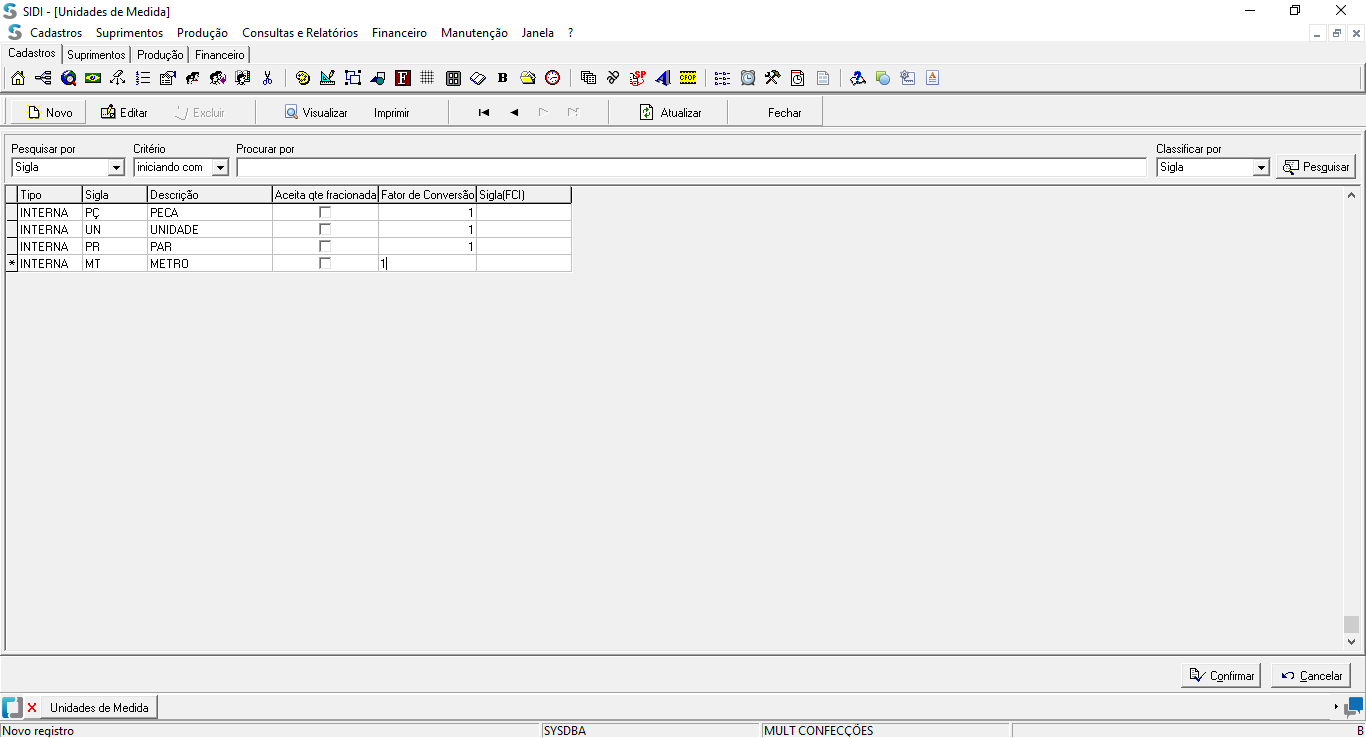 SIDI - [Unidades de Medida]
Cadastros Suprimentos Produção Consultas e Relatórios Financeiro Manutenção Janela ?
Cadastros Suprimentos Produção Financeiro
Novo Editar Excluir Visualizar Imprimir Atualizar Fechar
Pesquisar por Critério Procurar por Classificar por
Sigla iniciando com Sigla Pesquisar
Tipo Sigla Descrição Aceita qte fracionada Fator de Conversão Sigla(FCI)
INTERNA PÇ PECA 1
INTERNA UN UNIDADE 1
INTERNA PR PAR 1
* INTERNA MT METRO 1
Confirmar Cancelar
Unidades de Medida
Novo registro SYSDBA MULT CONFECÇÕES B